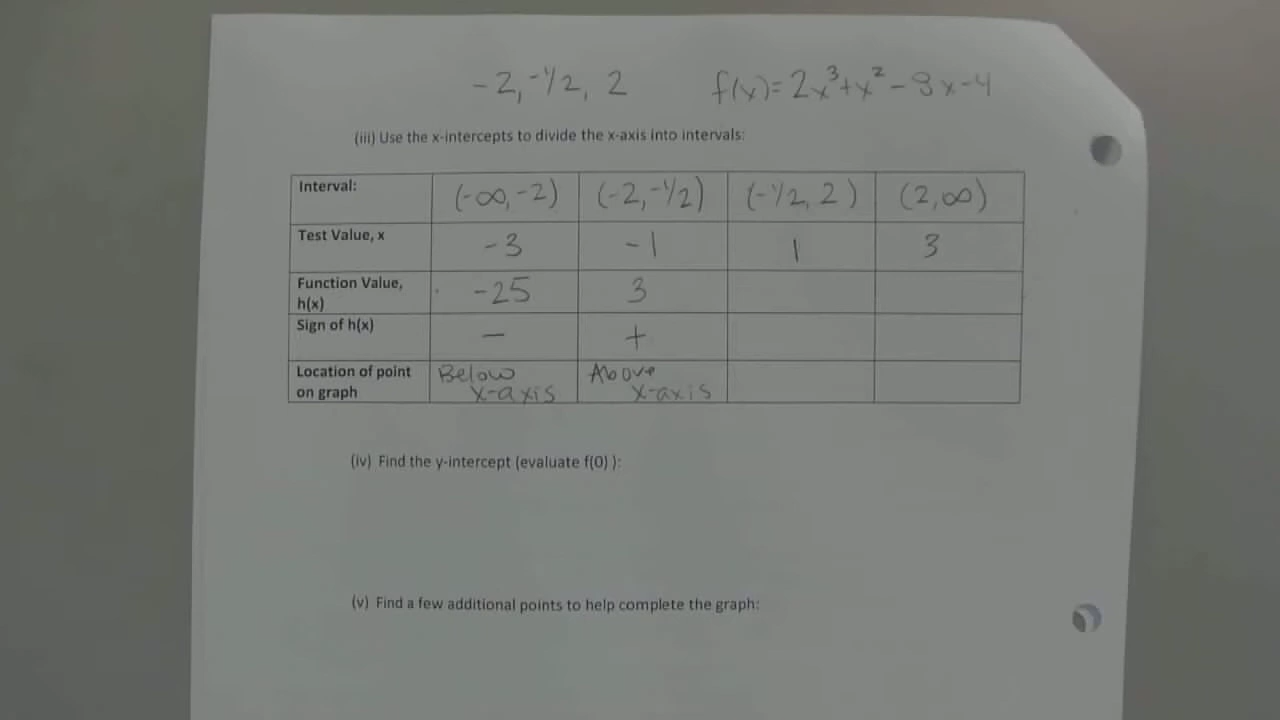 -2, -1/2, 2 f(x)=2x³+x²-8x-4
(iii) Use the x-intercepts to divide the x-axis into intervals:
Interval: (-∞,-2) (-2,-1/2) (-1/2, 2) (2,∞)
Test Value, x -3 -1 1 3
Function Value, h(x) -25 3
Sign of h(x) - +
Location of point on graph Below x-axis Above x-axis
(iv) Find the y-intercept (evaluate f(0) ):
(v) Find a few additional points to help complete the graph: